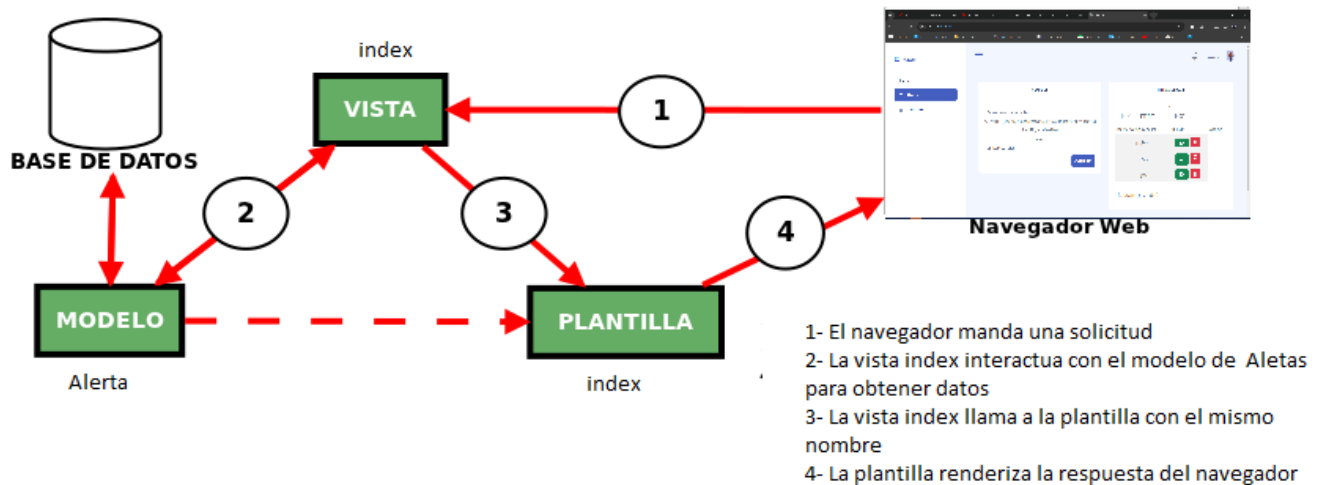 index
VISTA
1
BASE DE DATOS
2
3
4
Navegador Web
MODELO
PLANTILLA
Alerta
index
1- El navegador manda una solicitud
2- La vista index interactua con el modelo de Aletas
para obtener datos
3- La vista index llama a la plantilla con el mismo
nombre
4- La plantilla renderiza la respuesta del navegador